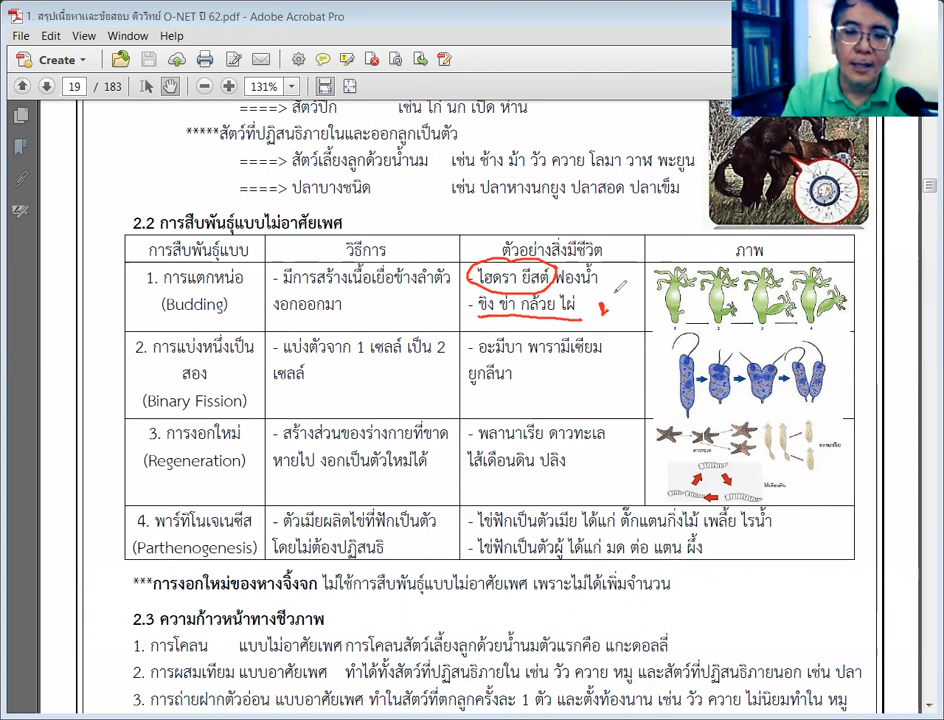 1. สรุปเนื้อหาและข้อสอบ ติววิทย์ O-NET ปี 62.pdf - Adobe Acrobat Pro
File Edit View Window Help
Create
19 / 183 131%
====> สัตว์ปีก เช่น ไก่ นก เป็ด ห่าน
*****สัตว์ที่ปฏิสนธิภายในและออกลูกเป็นตัว
====> สัตว์เลี้ยงลูกด้วยน้ำนม เช่น ช้าง ม้า วัว ควาย โลมา วาฬ พะยูน
====> ปลาบางชนิด เช่น ปลาหางนกยูง ปลาสอด ปลาเข็ม
2.2 การสืบพันธุ์แบบไม่อาศัยเพศ
การสืบพันธุ์แบบ วิธีการ ตัวอย่างสิ่งมีชีวิต ภาพ
1. การแตกหน่อ - มีการสร้างเนื้อเยื่อข้างลำตัว - ไฮดรา ยีสต์ ฟองน้ำ
(Budding) งอกออกมา - ขิง ข่า กล้วย ไผ่
1 2 3 4
2. การแบ่งหนึ่งเป็น - แบ่งตัวจาก 1 เซลล์ เป็น 2 - อะมีบา พารามีเซียม
สอง เซลล์ ยูกลีนา
(Binary Fission)
3. การงอกใหม่ - สร้างส่วนของร่างกายที่ขาด - พลานาเรีย ดาวทะเล
(Regeneration) หายไป งอกเป็นตัวใหม่ได้ ไส้เดือนดิน ปลิง
ดาวทะเล พลานาเรีย
ไส้เดือนดิน
4. พาร์ทิโนเจเนซีส - ตัวเมียผลิตไข่ที่ฟักเป็นตัว - ไข่ฟักเป็นตัวเมีย ได้แก่ ตั๊กแตนกิ่งไม้ เพลี้ย ไรน้ำ
(Parthenogenesis) โดยไม่ต้องปฏิสนธิ - ไข่ฟักเป็นตัวผู้ ได้แก่ มด ต่อ แตน ผึ้ง
***การงอกใหม่ของหางจิ้งจก ไม่ใช้การสืบพันธุ์แบบไม่อาศัยเพศ เพราะไม่ได้เพิ่มจำนวน
2.3 ความก้าวหน้าทางชีวภาพ
1. การโคลน แบบไม่อาศัยเพศ การโคลนสัตว์เลี้ยงลูกด้วยน้ำนมตัวแรกคือ แกะดอลลี่
2. การผสมเทียม แบบอาศัยเพศ ทำได้ทั้งสัตว์ที่ปฏิสนธิภายใน เช่น วัว ควาย หมู และสัตว์ที่ปฏิสนธิภายนอก เช่น ปลา
3. การถ่ายฝากตัวอ่อน แบบอาศัยเพศ ทำในสัตว์ที่ตกลูกครั้งละ 1 ตัว และตั้งท้องนาน เช่น วัว ควาย ไม่นิยมทำใน หมู